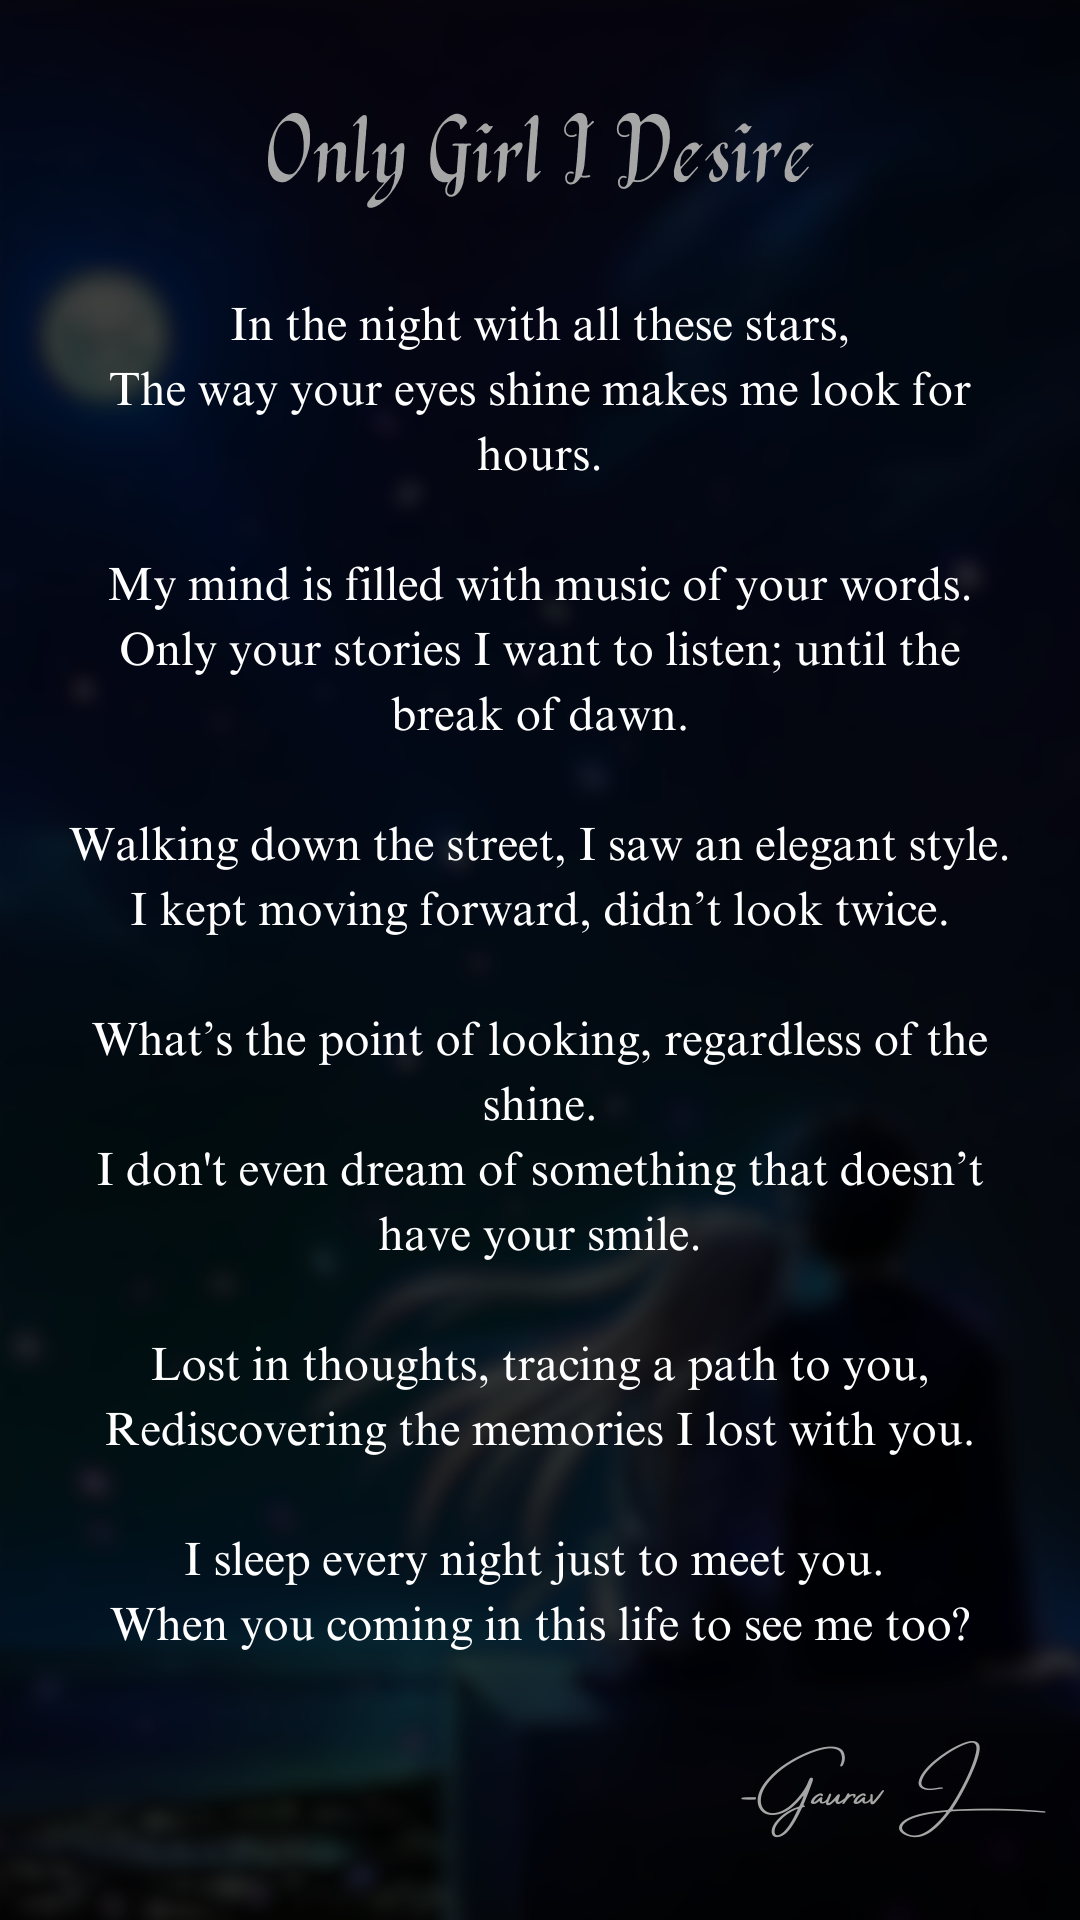 Only Girl I Desire
In the night with all these stars,
The way your eyes shine makes me look for
hours.
My mind is filled with music of your words.
Only your stories I want to listen; until the
break of dawn.
Walking down the street, I saw an elegant style.
I kept moving forward, didn’t look twice.
What’s the point of looking, regardless of the
shine.
I don't even dream of something that doesn’t
have your smile.
Lost in thoughts, tracing a path to you,
Rediscovering the memories I lost with you.
I sleep every night just to meet you.
When you coming in this life to see me too?
-Gaurav J